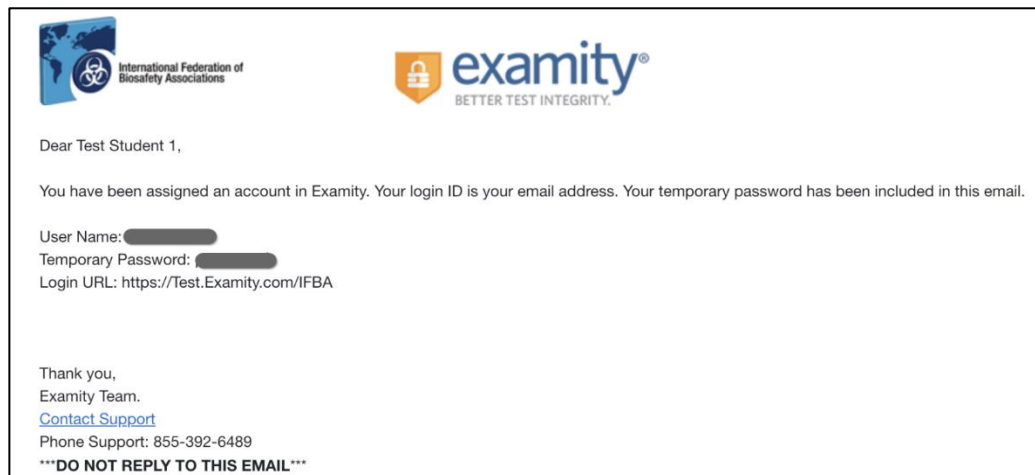 International Federation of
Biosafety Associations
examity®
BETTER TEST INTEGRITY.
Dear Test Student 1,
You have been assigned an account in Examity. Your login ID is your email address. Your temporary password has been included in this email.
User Name:
Temporary Password:
Login URL: https://Test.Examity.com/IFBA
Thank you,
Examity Team.
Contact Support
Phone Support: 855-392-6489
***DO NOT REPLY TO THIS EMAIL***